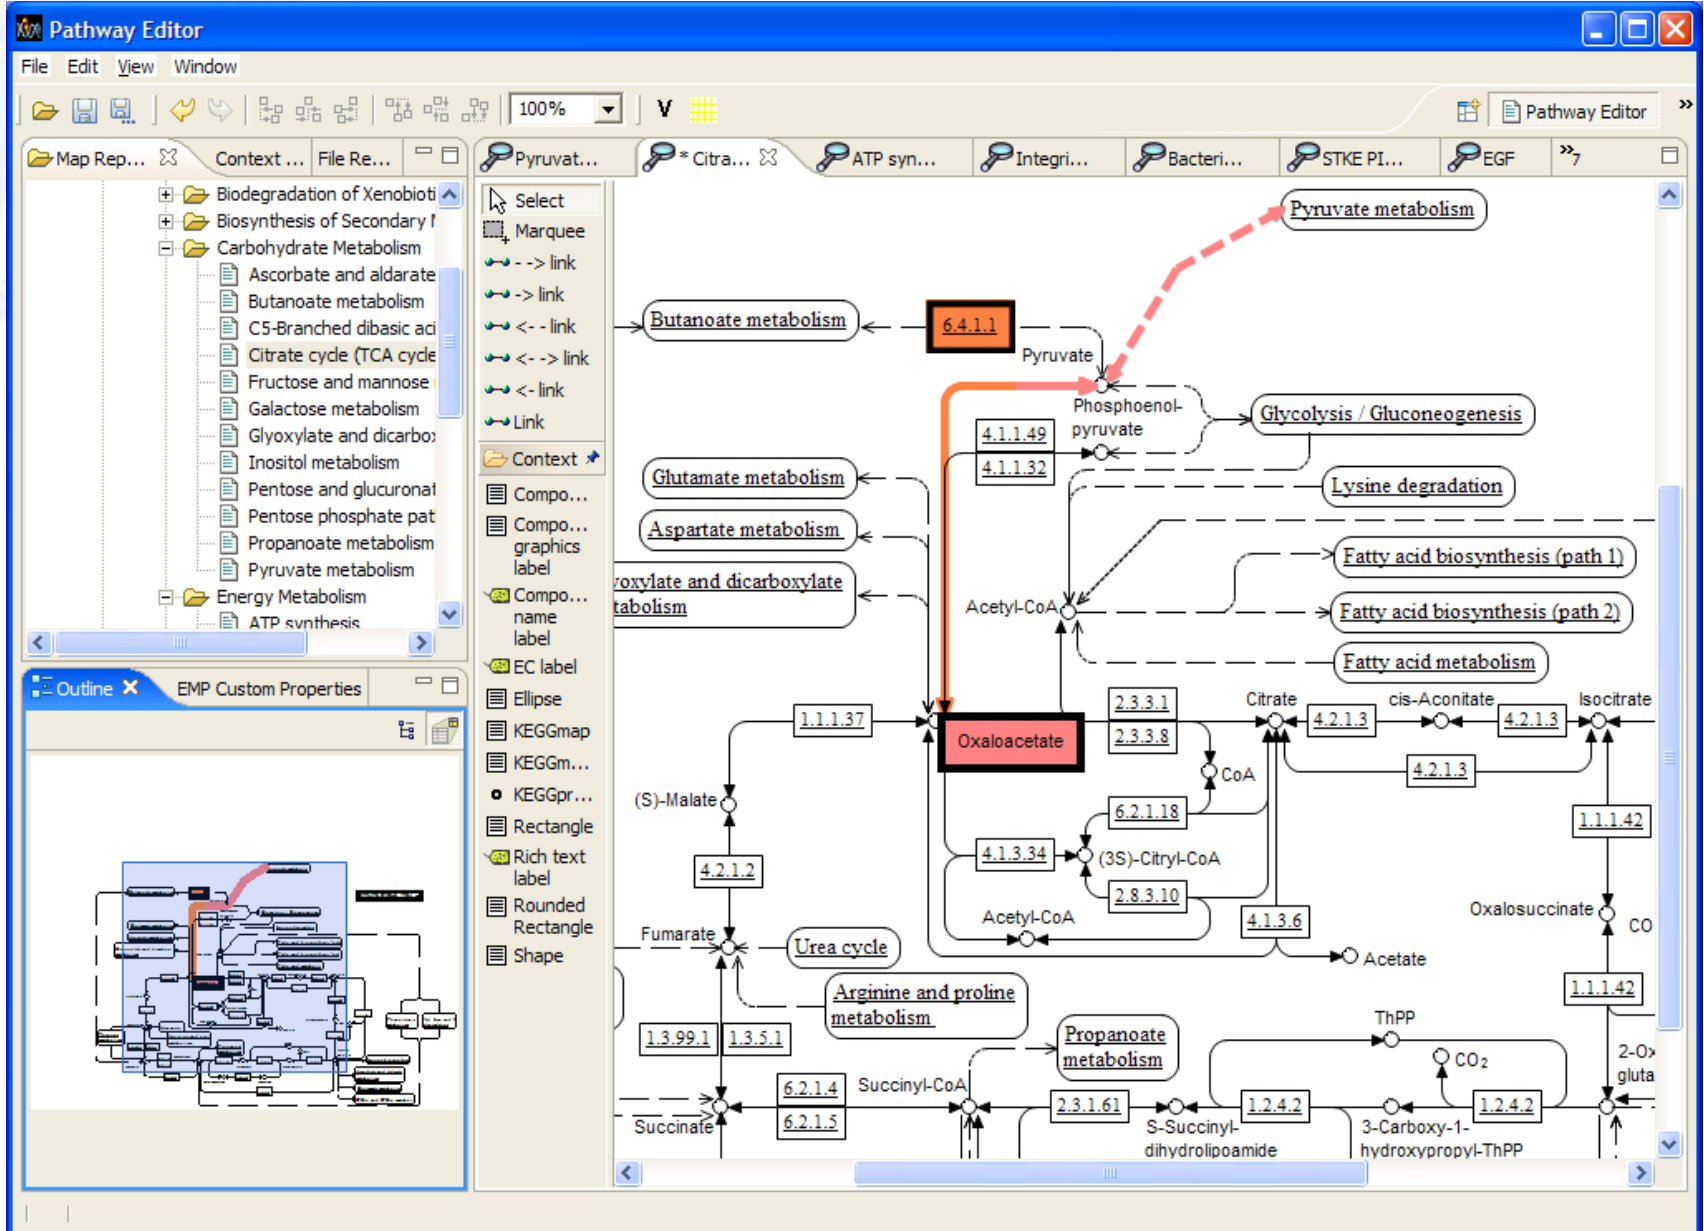 Pathway Editor
File Edit View Window
100%
V
Pathway Editor
»
Map Rep...
Context ...
File Re...
Pyruvat...
* Citra...
ATP syn...
Integri...
Bacteri...
STKE PI...
EGF
»7
Biodegradation of Xenobioti
Biosynthesis of Secondary M
Carbohydrate Metabolism
Ascorbate and aldarate
Butanoate metabolism
C5-Branched dibasic aci
Citrate cycle (TCA cycle
Fructose and mannose
Galactose metabolism
Glyoxylate and dicarbox
Inositol metabolism
Pentose and glucuronat
Pentose phosphate pat
Propanoate metabolism
Pyruvate metabolism
Energy Metabolism
ATP synthesis
Outline
EMP Custom Properties
Select
Marquee
- -> link
-> link
<- - link
<- -> link
<- link
Link
Context
Compo...
Compo...
graphics
label
Compo...
name
label
EC label
Ellipse
KEGGmap
KEGGm...
KEGGpr...
Rectangle
Rich text
label
Rounded
Rectangle
Shape
Pyruvate metabolism
Butanoate metabolism
6.4.1.1
Pyruvate
Phosphoenol-
pyruvate
Glycolysis / Gluconeogenesis
4.1.1.49
4.1.1.32
Glutamate metabolism
Lysine degradation
Aspartate metabolism
Fatty acid biosynthesis (path 1)
yoxylate and dicarboxylate
tabolism
Acetyl-CoA
Fatty acid biosynthesis (path 2)
Fatty acid metabolism
1.1.1.37
Oxaloacetate
2.3.3.1
2.3.3.8
Citrate
4.2.1.3
cis-Aconitate
4.2.1.3
Isocitrate
4.2.1.3
CoA
(S)-Malate
6.2.1.18
1.1.1.42
4.1.3.34
(3S)-Citryl-CoA
4.2.1.2
2.8.3.10
Acetyl-CoA
4.1.3.6
Oxalosuccinate
CO
Fumarate
Urea cycle
Acetate
Arginine and proline
metabolism
1.1.1.42
1.3.99.1
1.3.5.1
Propanoate
metabolism
ThPP
CO2
2-Ox
gluta
6.2.1.4
6.2.1.5
Succinyl-CoA
2.3.1.61
1.2.4.2
1.2.4.2
Succinate
S-Succinyl-
dihydrolipoamide
3-Carboxy-1-
hydroxypropyl-ThPP